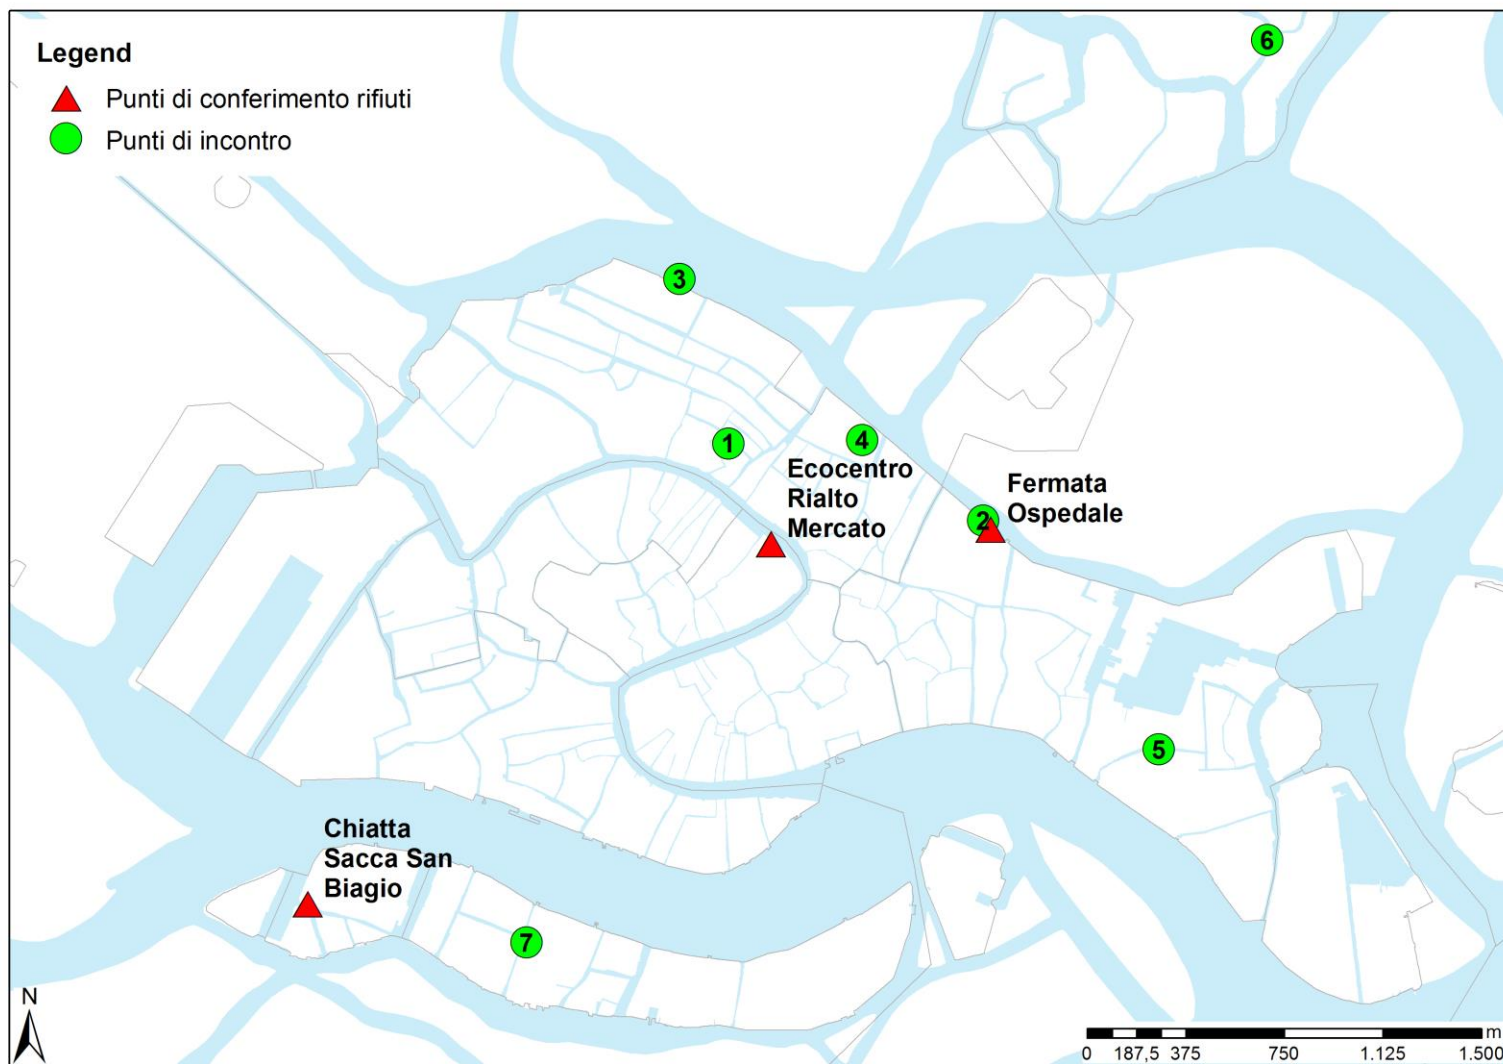 Legend
Punti di conferimento rifiuti
Punti di incontro
6
3
1
4
Ecocentro
Rialto
Mercato
Fermata
Ospedale
2
5
Chiatta
Sacca San
Biagio
7
N
m
0 187,5 375 750 1.125 1.500